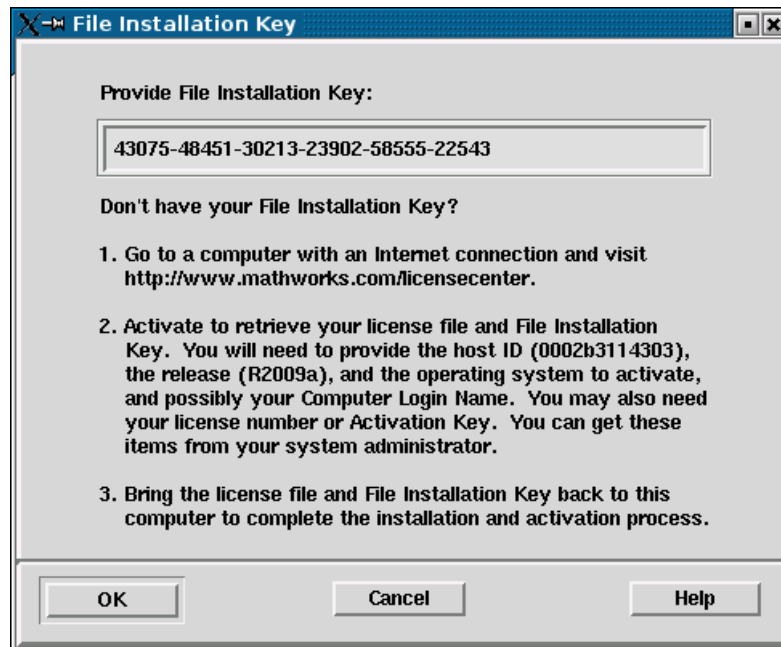 File Installation Key
Provide File Installation Key:
43075-48451-30213-23902-58555-22543
Don't have your File Installation Key?
1. Go to a computer with an Internet connection and visit
http://www.mathworks.com/licensecenter.
2. Activate to retrieve your license file and File Installation
Key. You will need to provide the host ID (0002b3114303),
the release (R2009a), and the operating system to activate,
and possibly your Computer Login Name. You may also need
your license number or Activation Key. You can get these
items from your system administrator.
3. Bring the license file and File Installation Key back to this
computer to complete the installation and activation process.
OK
Cancel
Help